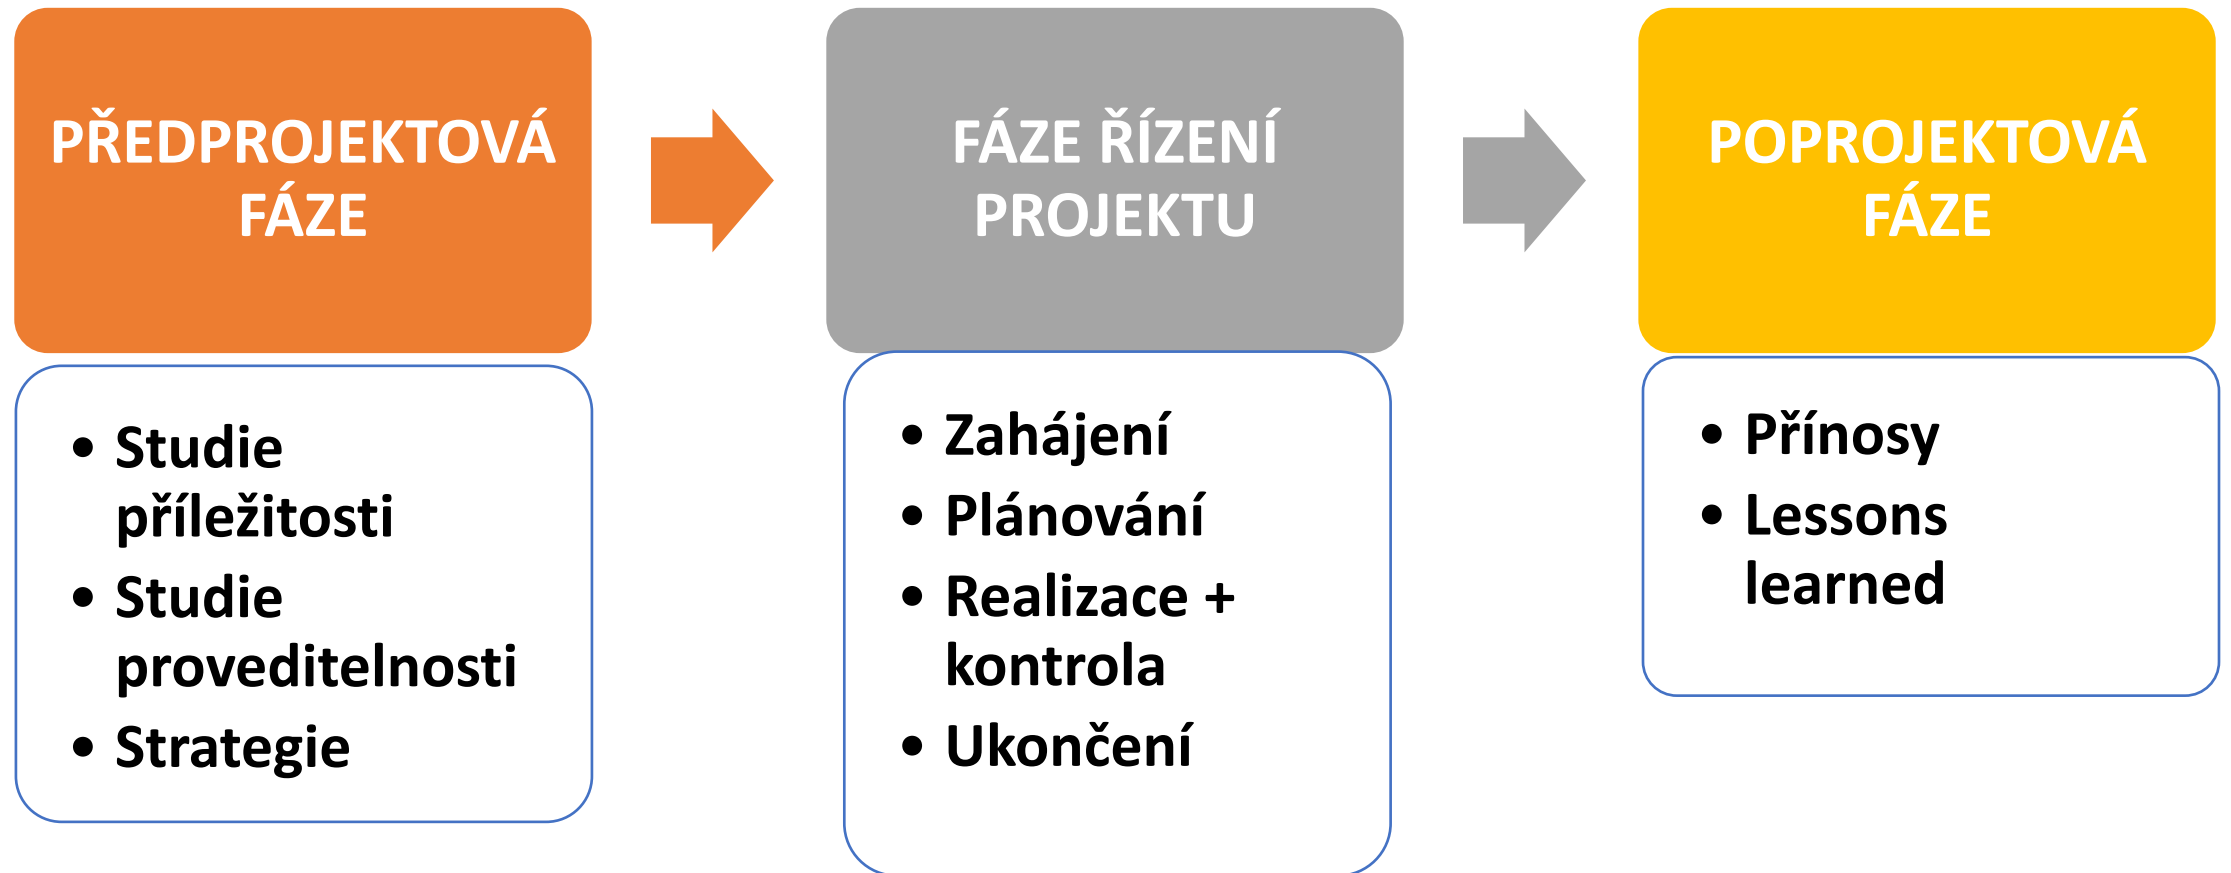 PŘEDPROJEKTOVÁ
FÁZE
• Studie
příležitosti
• Studie
proveditelnosti
• Strategie
FÁZE ŘÍZENÍ
PROJEKTU
• Zahájení
• Plánování
• Realizace +
kontrola
• Ukončení
POPROJEKTOVÁ
FÁZE
• Přínosy
• Lessons
learned